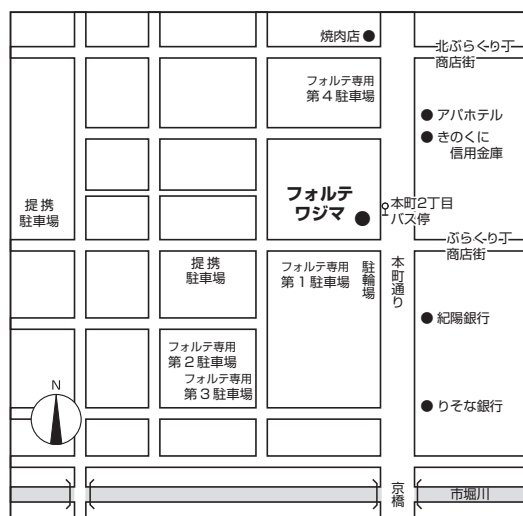 焼肉店
北ぶらくり丁
商店街
フォルテ専用
第4駐車場
アパホテル
きのくに
信用金庫
フォルテ
ワジマ
本町2丁目
バス停
提携
駐車場
ぶらくり丁
商店街
提携
駐車場
フォルテ専用
第1駐車場
駐輪場
本町通り
紀陽銀行
フォルテ専用
第2駐車場
フォルテ専用
第3駐車場
N
りそな銀行
京橋
市堀川